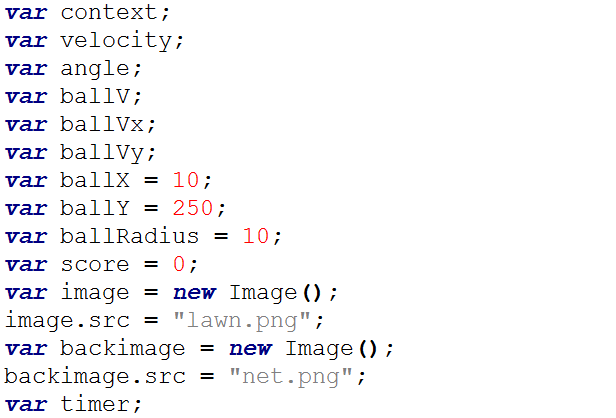 var context;
var velocity;
var angle;
var ballV;
var ballVx;
var ballVy;
var ballX = 10;
var ballY = 250;
var ballRadius = 10;
var score = 0;
var image = new Image();
image.src = "lawn.png";
var backimage = new Image();
backimage.src = "net.png";
var timer;